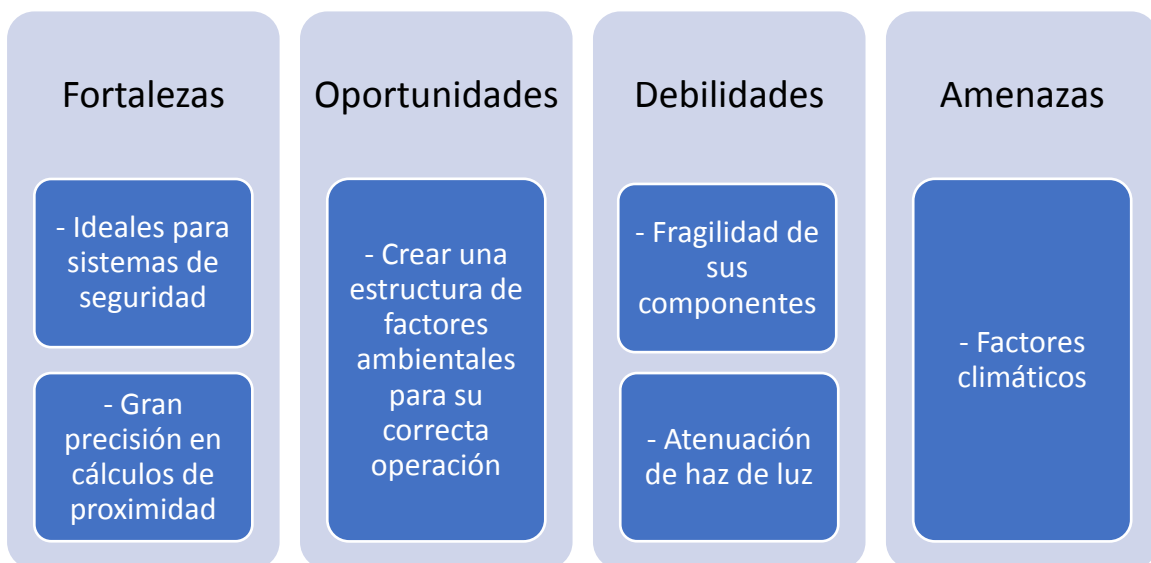 Fortalezas
- Ideales para
sistemas de
seguridad
- Gran
precisión en
cálculos de
proximidad
Oportunidades
- Crear una
estructura de
factores
ambientales
para su
correcta
operación
Debilidades
- Fragilidad de
sus
componentes
- Atenuación
de haz de luz
Amenazas
- Factores
climáticos